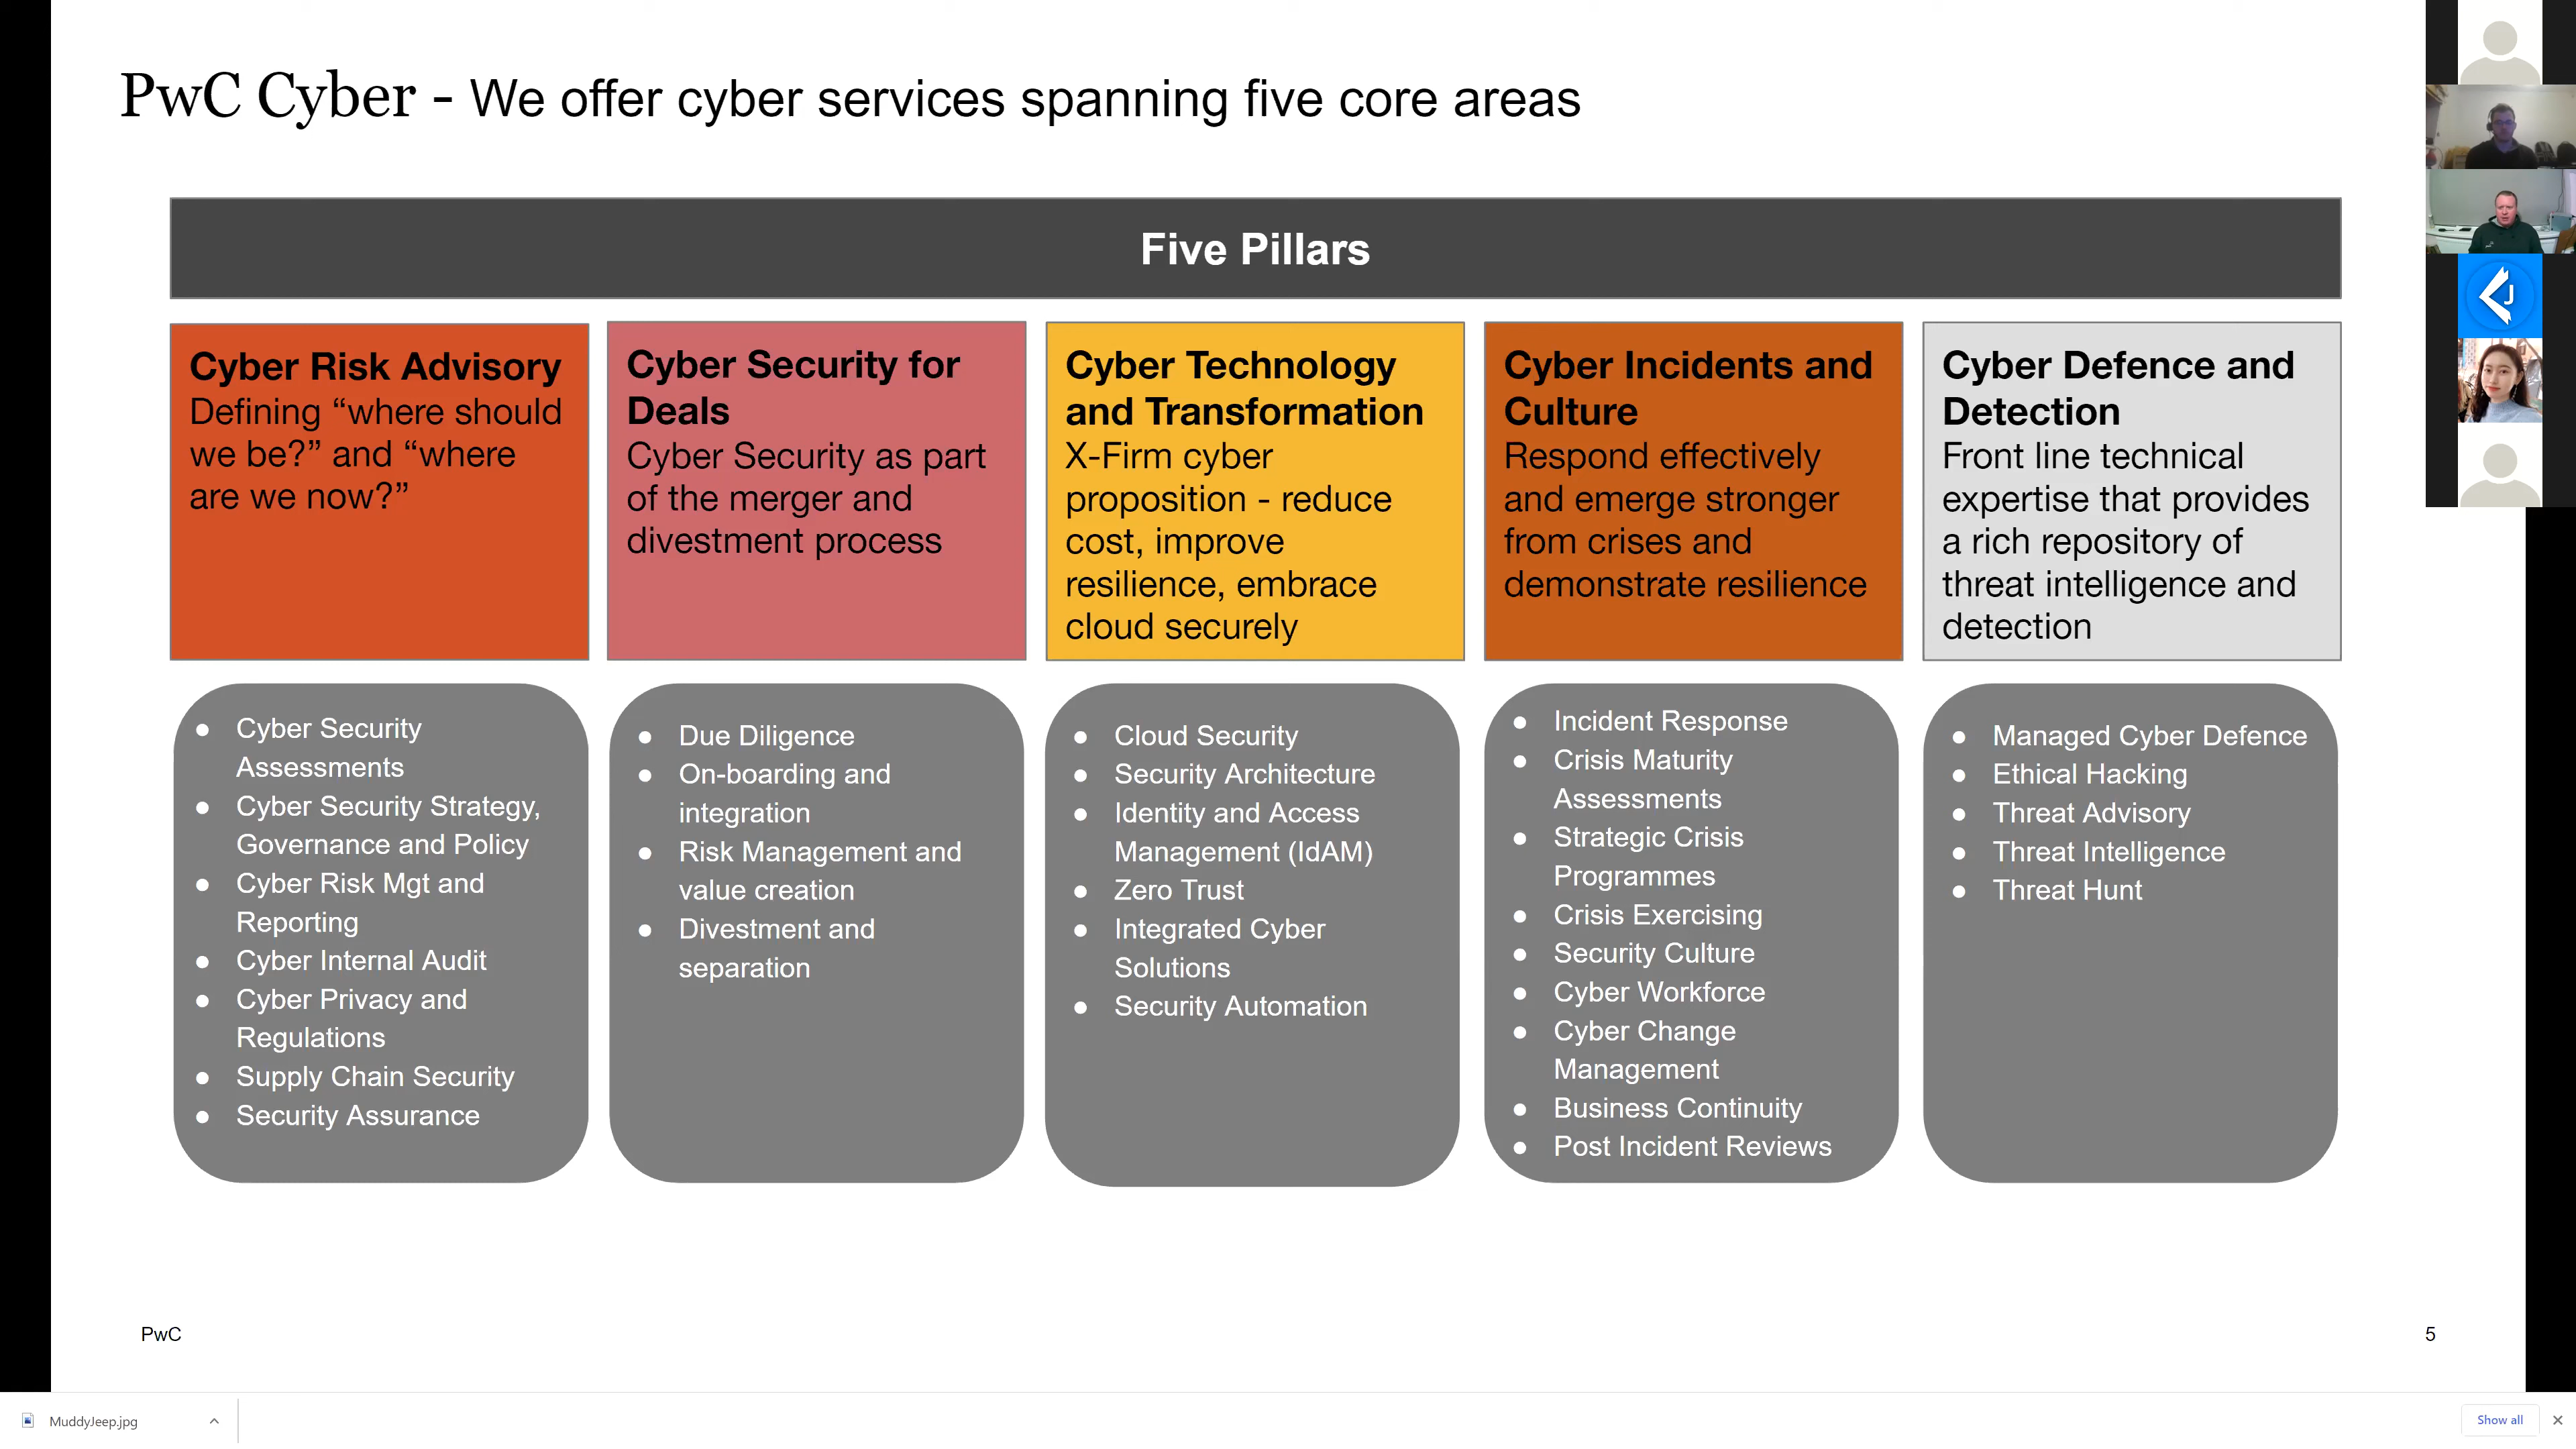 PwC Cyber - We offer cyber services spanning five core areas
Five Pillars
Cyber Risk Advisory
Defining “where should
we be?” and “where
are we now?”
Cyber Security for
Deals
Cyber Security as part
of the merger and
divestment process
Cyber Technology
and Transformation
X-Firm cyber
proposition - reduce
cost, improve
resilience, embrace
cloud securely
Cyber Incidents and
Culture
Respond effectively
and emerge stronger
from crises and
demonstrate resilience
Cyber Defence and
Detection
Front line technical
expertise that provides
a rich repository of
threat intelligence and
detection
● Cyber Security
Assessments
● Cyber Security Strategy,
Governance and Policy
● Cyber Risk Mgt and
Reporting
● Cyber Internal Audit
● Cyber Privacy and
Regulations
● Supply Chain Security
● Security Assurance
● Due Diligence
● On-boarding and
integration
● Risk Management and
value creation
● Divestment and
separation
● Cloud Security
● Security Architecture
● Identity and Access
Management (IdAM)
● Zero Trust
● Integrated Cyber
Solutions
● Security Automation
● Incident Response
● Crisis Maturity
Assessments
● Strategic Crisis
Programmes
● Crisis Exercising
● Security Culture
● Cyber Workforce
● Cyber Change
Management
● Business Continuity
● Post Incident Reviews
● Managed Cyber Defence
● Ethical Hacking
● Threat Advisory
● Threat Intelligence
● Threat Hunt
J
PwC
5
MuddyJeep.jpg
Show all